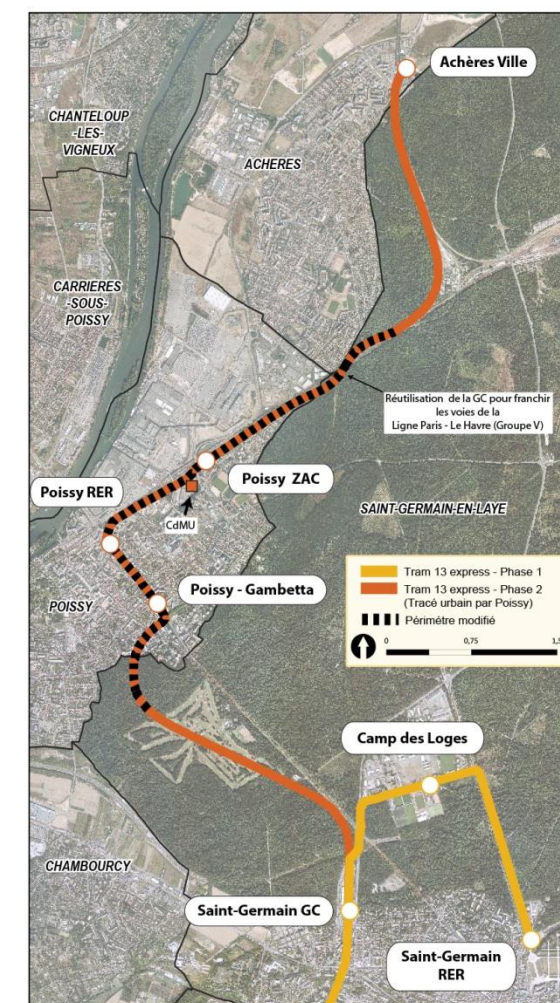 Achères Ville
CHANTELOUP
-LES-
VIGNEUX
ACHERES
CARRIERES
-SOUS-
POISSY
Réutilisation de la GC pour franchir
les voies de la
Ligne Paris - Le Havre (Groupe V)
Poissy RER
Poissy ZAC
CdMU
SAINT-GERMAIN-EN-LAYE
POISSY
Poissy - Gambetta
Tram 13 express - Phase 1
Tram 13 express - Phase 2
(Tracé urbain par Poissy)
Périmétre modifié
0 0,75 1,5
Camp des Loges
CHAMBOURCY
Saint-Germain GC
Saint-Germain
RER